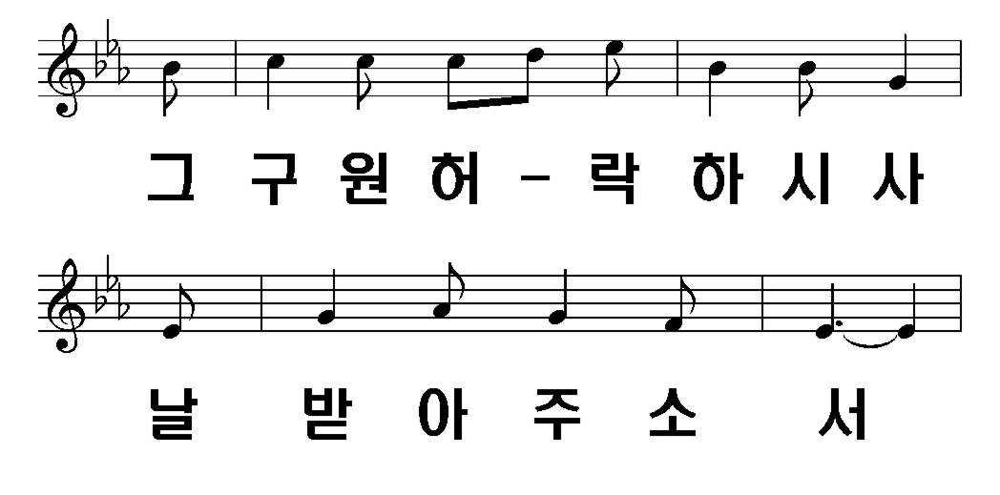 그 구 원 허 - 락 하 시 사
날 받 아 주 소 서